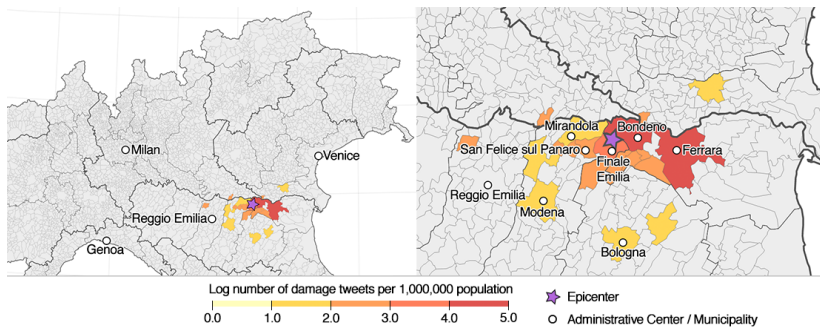 Milan
Venice
Reggio Emilia
Genoa
Mirandola
Bondeno
San Felice sul Panaro
Ferrara
Finale
Emilia
Reggio Emilia
Modena
Bologna
Log number of damage tweets per 1,000,000 population
0.0 1.0 2.0 3.0 4.0 5.0
Epicenter
Administrative Center / Municipality